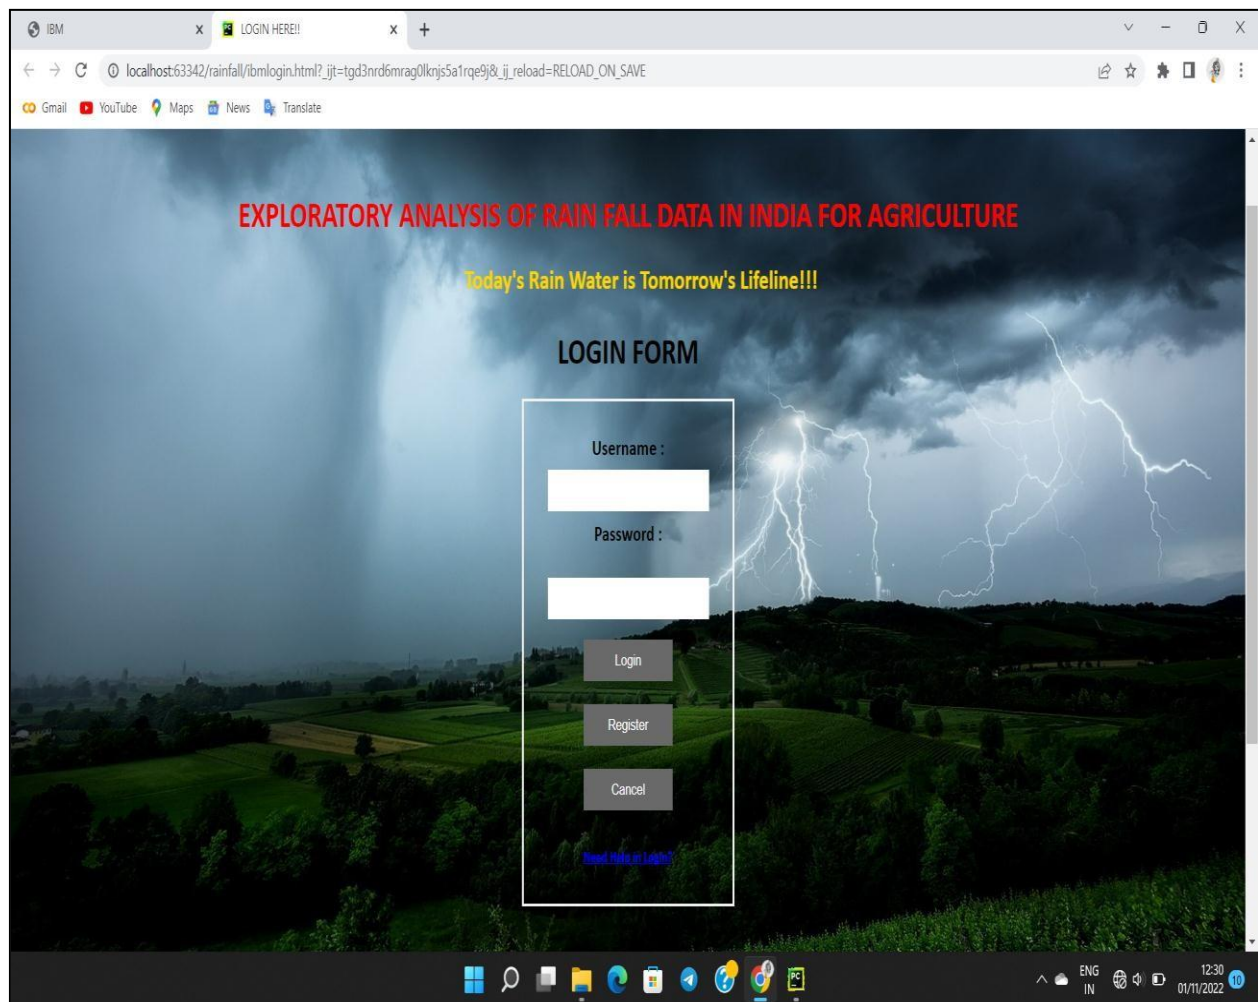 IBM
LOGIN HERE!!
localhost:63342/rainfall/ibmlogin.html?_ijt=tgd3nrd6mrag0lknjs5a1rqe9j&_ij_reload=RELOAD_ON_SAVE
Gmail YouTube Maps News Translate
EXPLORATORY ANALYSIS OF RAIN FALL DATA IN INDIA FOR AGRICULTURE
Today's Rain Water is Tomorrow's Lifeline!!!
LOGIN FORM
Username :
Password :
Login
Register
Cancel
Need Help in Login?
ENG
IN
12:30
01/11/2022
10